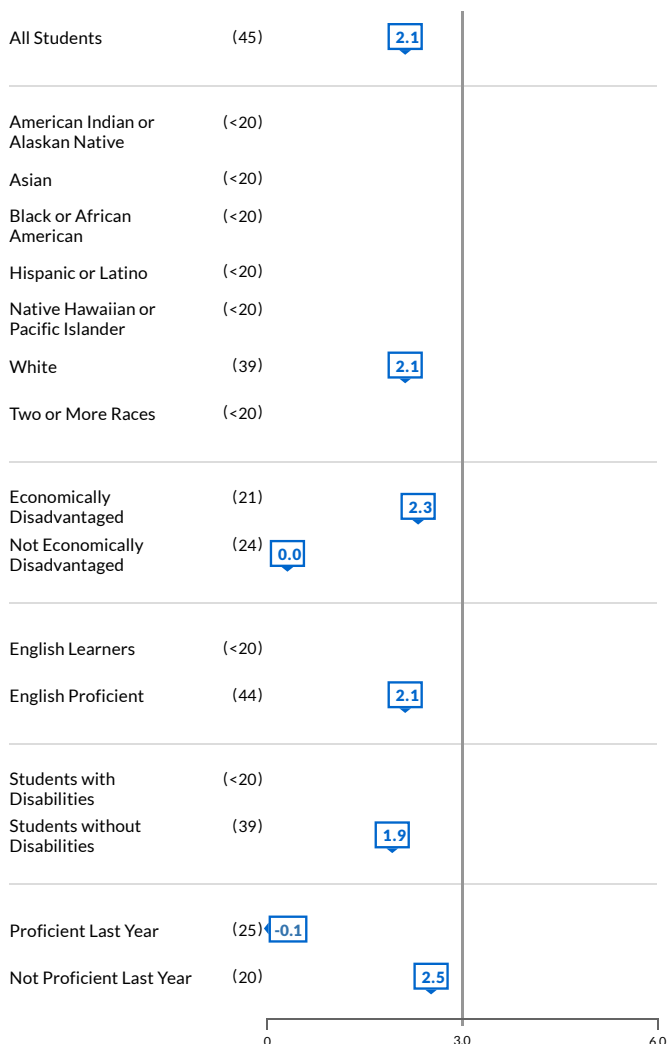 All Students (45) 2.1
American Indian or (<20)
Alaskan Native
Asian (<20)
Black or African (<20)
American
Hispanic or Latino (<20)
Native Hawaiian or (<20)
Pacific Islander
White (39) 2.1
Two or More Races (<20)
Economically (21) 2.3
Disadvantaged
Not Economically (24) 0.0
Disadvantaged
English Learners (<20)
English Proficient (44) 2.1
Students with (<20)
Disabilities
Students without (39) 1.9
Disabilities
Proficient Last Year (25) -0.1
Not Proficient Last Year (20) 2.5
0 3.0 6.0